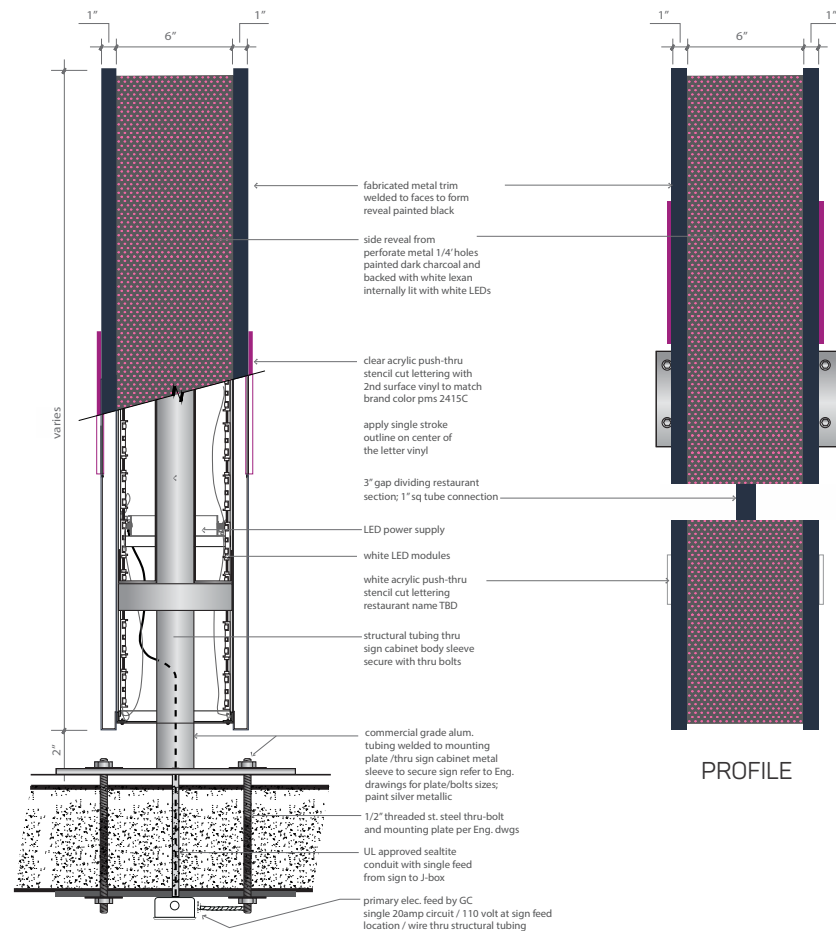 1”
1”
6”
1”
1”
6”
varies
2”
fabricated metal trim
welded to faces to form
reveal painted black
side reveal from
perforate metal 1/4’ holes
painted dark charcoal and
backed with white lexan
internally lit with white LEDs
clear acrylic push-thru
stencil cut lettering with
2nd surface vinyl to match
brand color pms 2415C
apply single stroke
outline on center of
the letter vinyl
3” gap dividing restaurant
section; 1” sq tube connection
LED power supply
white LED modules
white acrylic push-thru
stencil cut lettering
restaurant name TBD
structural tubing thru
sign cabinet body sleeve
secure with thru bolts
commercial grade alum.
tubing welded to mounting
plate /thru sign cabinet metal
sleeve to secure sign refer to Eng.
drawings for plate/bolts sizes;
paint silver metallic
1/2” threaded st. steel thru-bolt
and mounting plate per Eng. dwgs
UL approved sealtite
conduit with single feed
from sign to J-box
primary elec. feed by GC
single 20amp circuit / 110 volt at sign feed
location / wire thru structural tubing
PROFILE